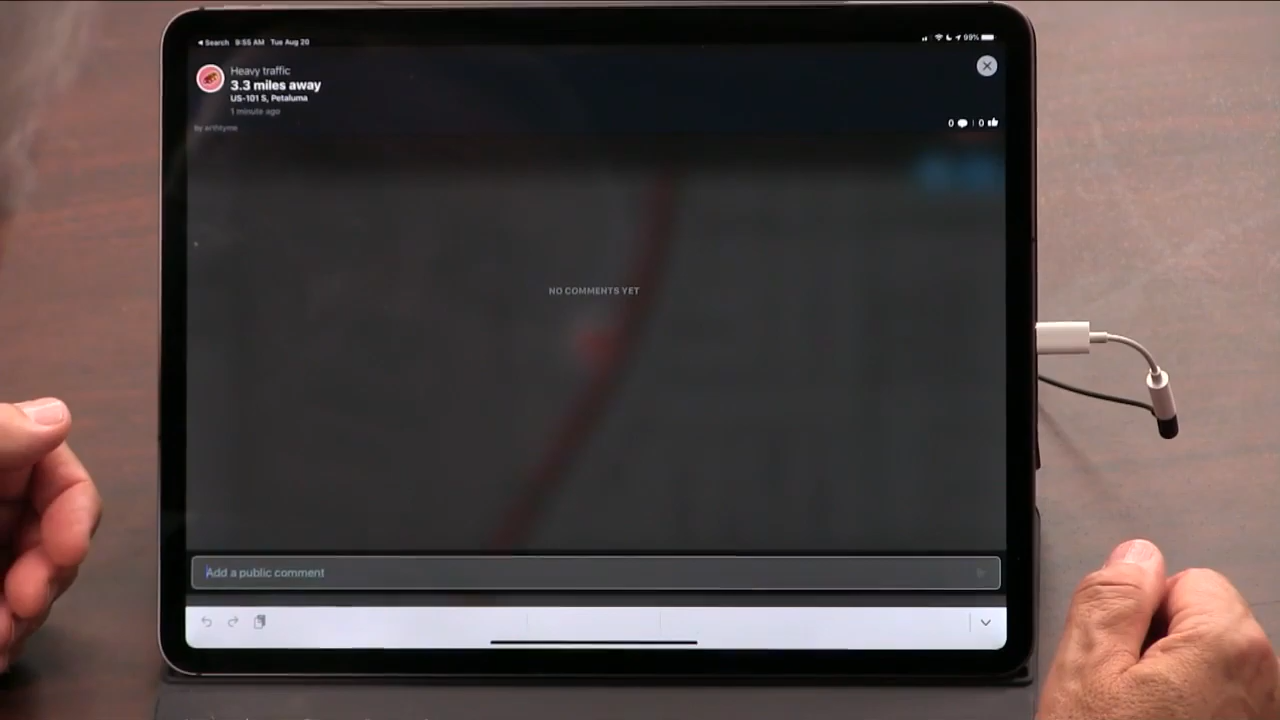 Search 9:55 AM Tue Aug 20
99%
Heavy traffic
3.3 miles away
US-101 S, Petaluma
1 minute ago
0 0
NO COMMENTS YET
Add a public comment